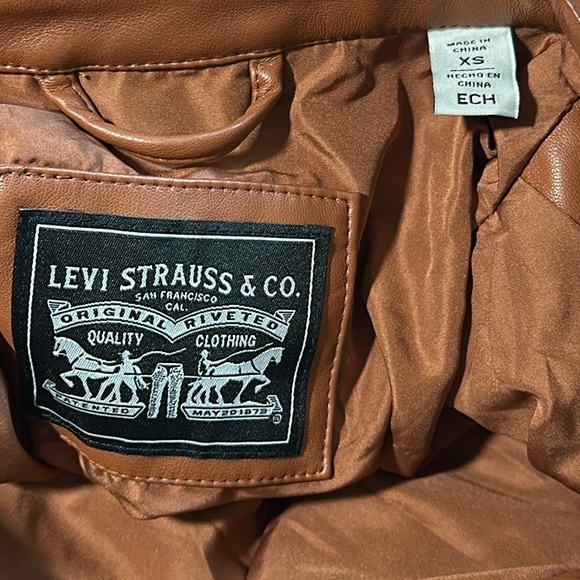 LEVI STRAUSS & CO.
SAN FRANCISCO
CAL.
ORIGINAL RIVETED
QUALITY CLOTHING
PATENTED MAY 20 1873
®
MADE IN
CHINA
XS
HECHO EN
CHINA
ECH